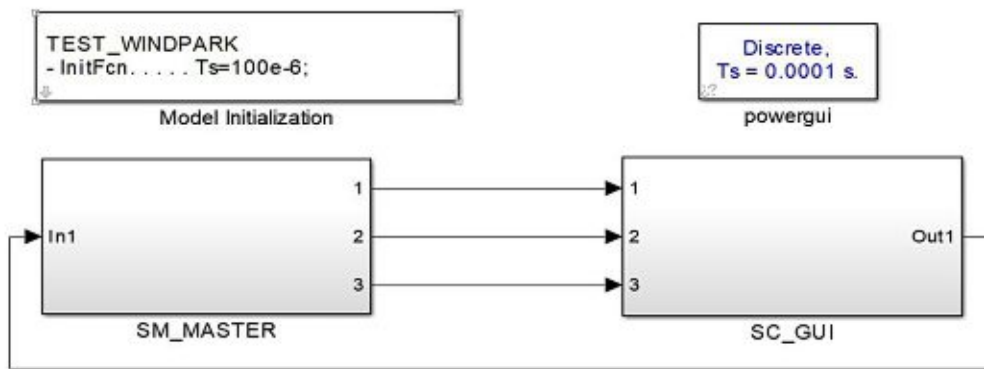 TEST_WINDPARK
- InitFcn. . . . . Ts=100e-6;
Model Initialization
Discrete,
Ts = 0.0001 s.
?
powergui
In1
1
2
3
SM_MASTER
1
2
3
Out1
SC_GUI